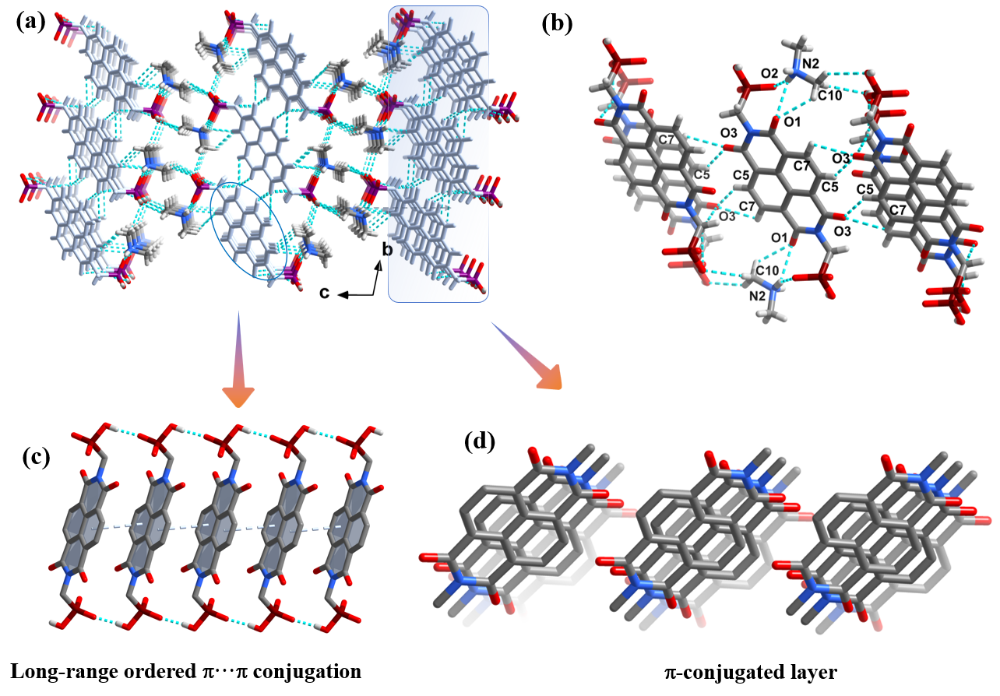 (a)
b
c
(b)
N2
O2
C10
O1
C7
O3
C7
O3
C5
C5
C5
C5
O3
C7
C7
O1
O3
C10
N2
(c)
(d)
Long-range ordered π···π conjugation
π-conjugated layer